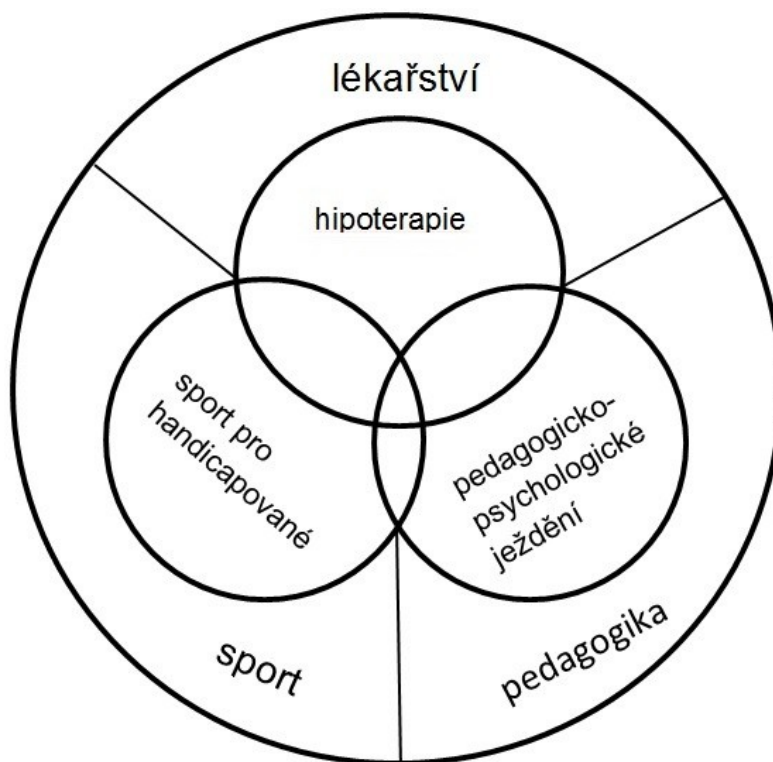 lékařství
hipoterapie
sport pro
handicapované
pedagogicko-
psychologické
ježdění
sport
pedagogika